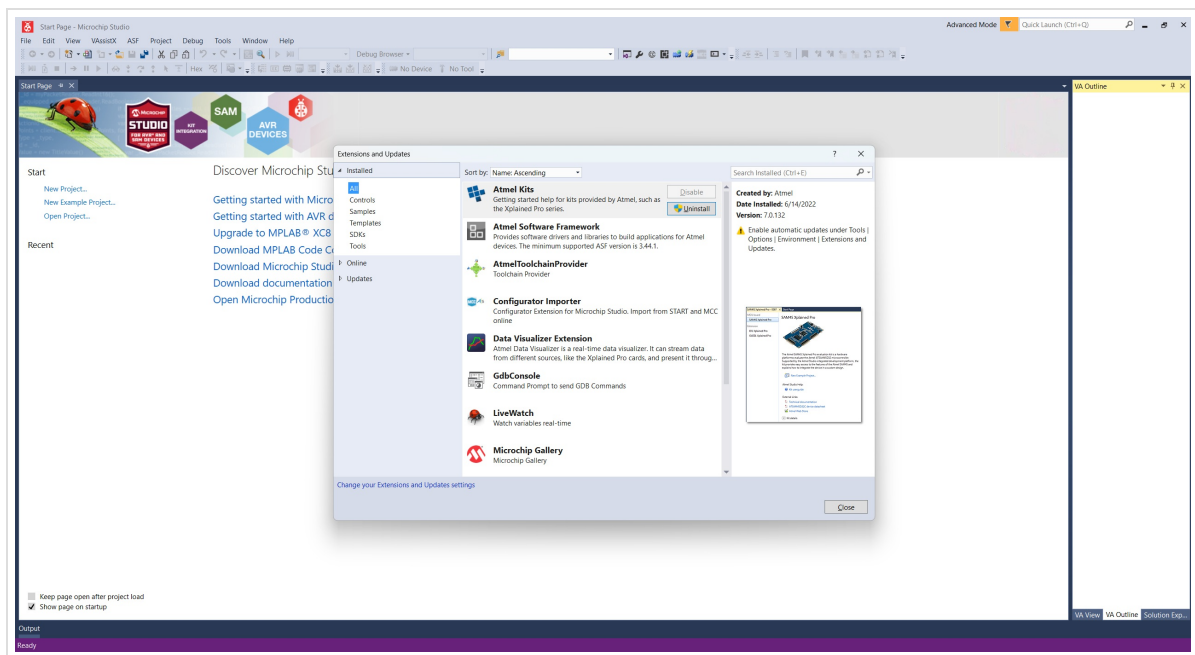 Start Page - Microchip Studio
Advanced Mode
Quick Launch (Ctrl+Q)
File Edit View VAssistX ASF Project Debug Tools Window Help
Debug Browser
Hex
No Device
No Tool
Start Page
VA Outline
MICROCHIP
STUDIO
FOR AVR® AND
SAM DEVICES
KIT
INTEGRATION
SAM
AVR
DEVICES
Start
New Project...
New Example Project...
Open Project...
Recent
Discover Microchip Stu
Getting started with Micro
Getting started with AVR d
Upgrade to MPLAB® XC8
Download MPLAB Code Co
Download Microchip Studi
Download documentation
Open Microchip Productio
Extensions and Updates
? X
Installed
All
Controls
Samples
Templates
SDKs
Tools
Online
Updates
Sort by: Name: Ascending
Atmel Kits
Getting started help for kits provided by Atmel, such as
the Xplained Pro series.
Disable
Uninstall
Atmel Software Framework
Provides software drivers and libraries to build applications for Atmel
devices. The minimum supported ASF version is 3.44.1.
AtmelToolchainProvider
Toolchain Provider
Configurator Importer
Configurator Extension for Microchip Studio. Import from START and MCC
online
Data Visualizer Extension
Atmel Data Visualizer is a real-time data visualizer. It can stream data
from different sources, like the Xplained Pro cards, and present it throug...
GdbConsole
Command Prompt to send GDB Commands
LiveWatch
Watch variables real-time
Microchip Gallery
Microchip Gallery
Search Installed (Ctrl+E)
Created by: Atmel
Date Installed: 6/14/2022
Version: 7.0.132
Enable automatic updates under Tools |
Options | Environment | Extensions and
Updates.
Change your Extensions and Updates settings
Close
Keep page open after project load
Show page on startup
VA View VA Outline Solution Exp...
Output
Ready